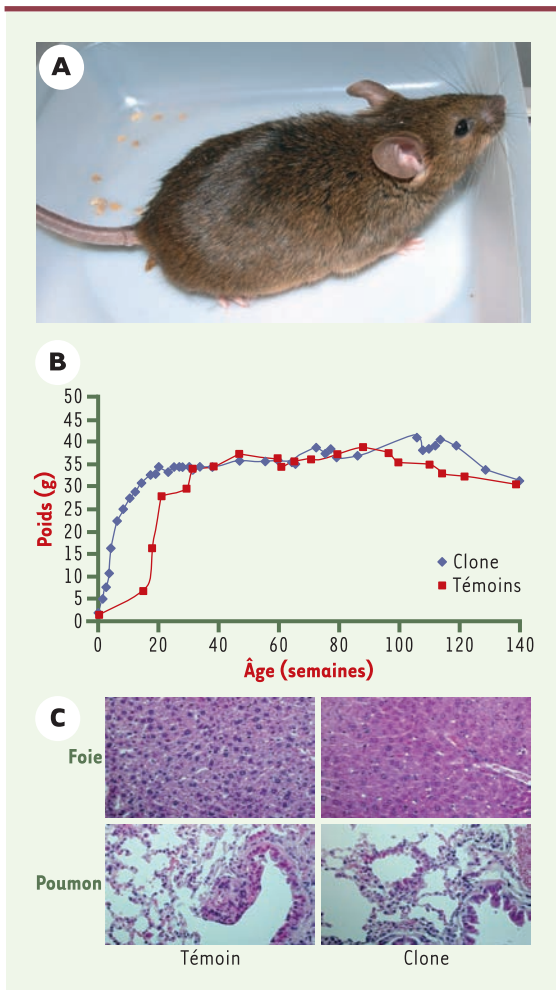 A
B
50
45
40
35
30
25
20
15
10
5
0
Poids (g)
Clone
Témoins
0 20 40 60 80 100 120 140
Âge (semaines)
C
Foie
Poumon
Témoin Clone